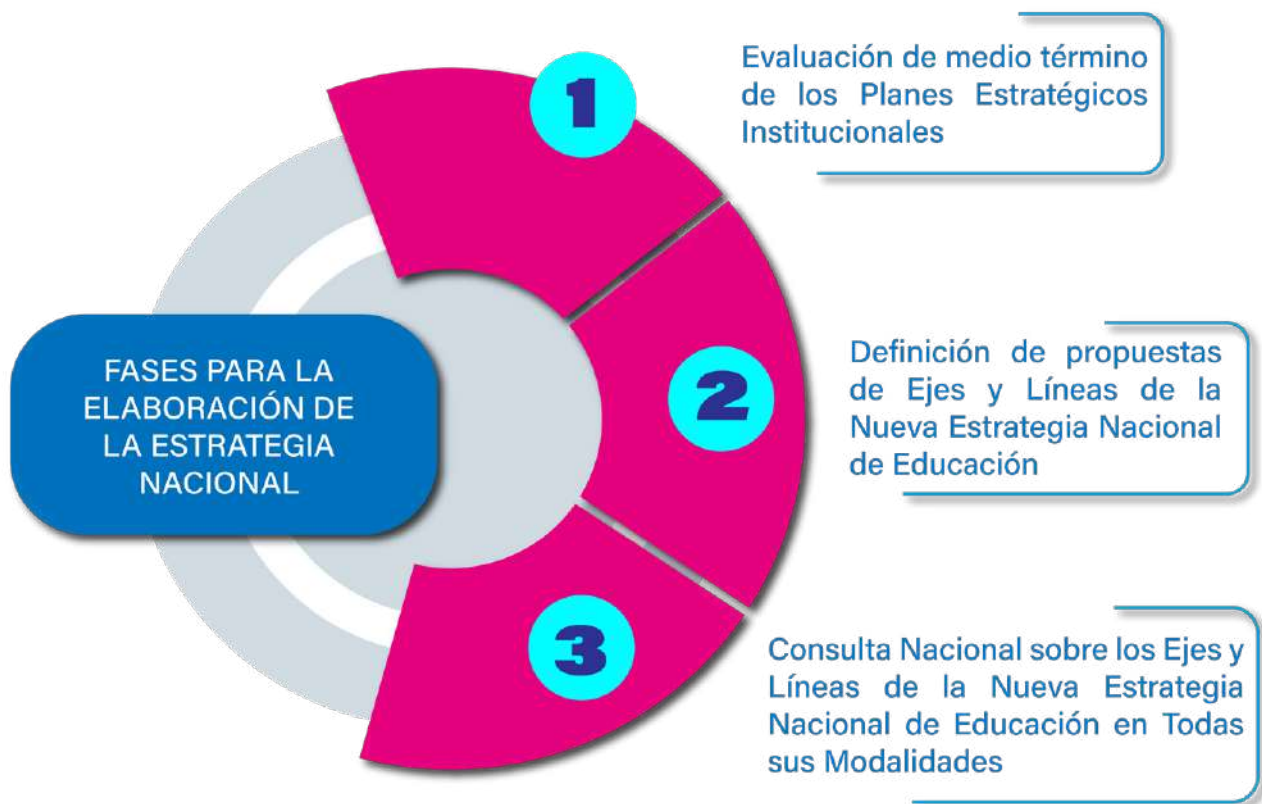 1
Evaluación de medio término
de los Planes Estratégicos
Institucionales
FASES PARA LA
ELABORACIÓN DE
LA ESTRATEGIA
NACIONAL
2
Definición de propuestas
de Ejes y Líneas de la
Nueva Estrategia Nacional
de Educación
3
Consulta Nacional sobre los Ejes y
Líneas de la Nueva Estrategia
Nacional de Educación en Todas
sus Modalidades